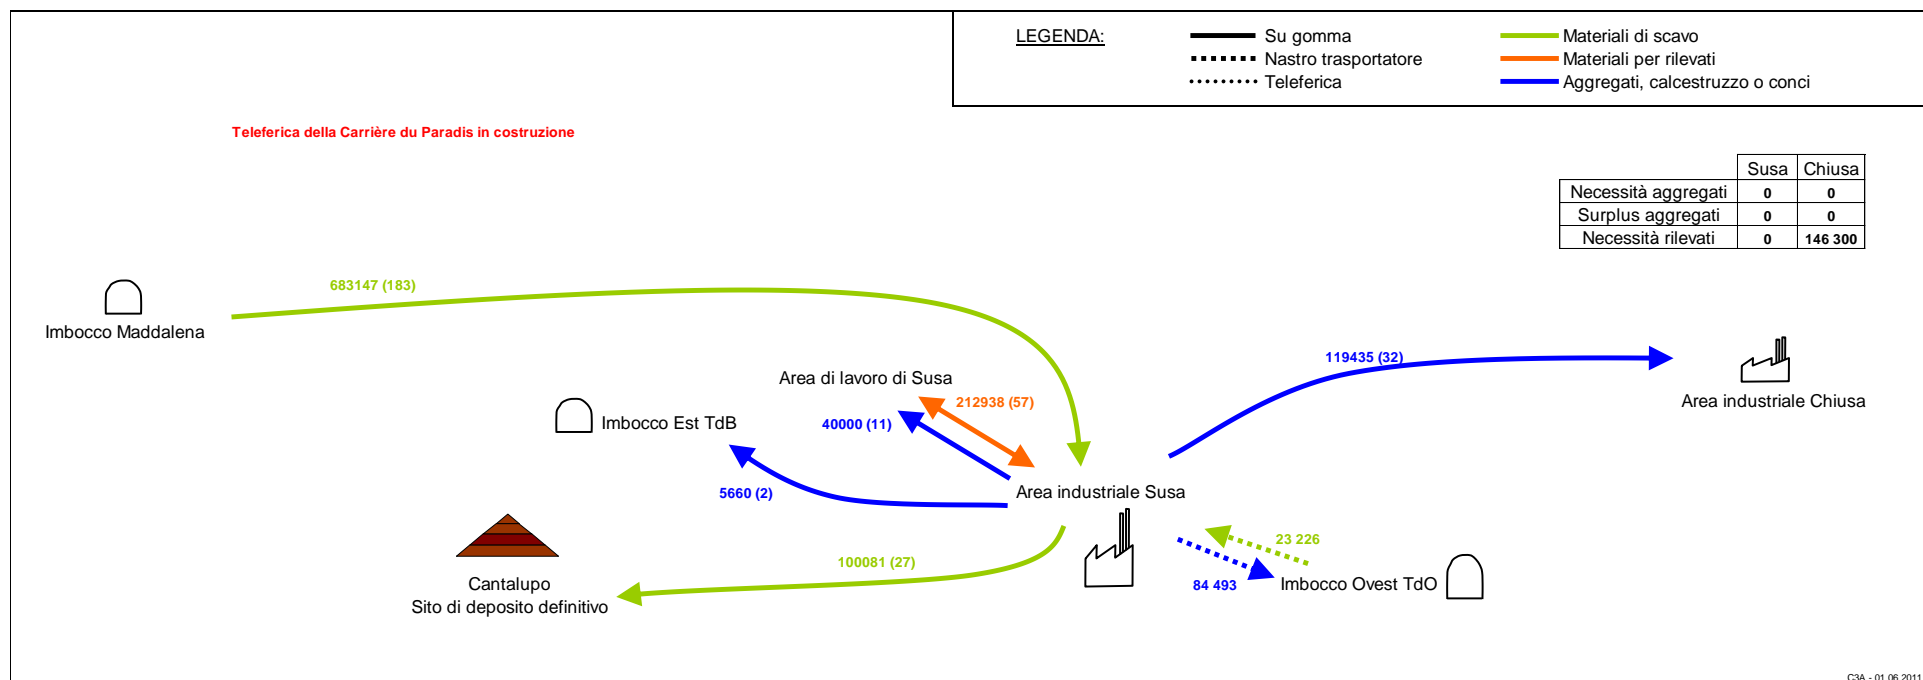 LEGENDA:
Su gomma
Nastro trasportatore
Teleferica
Materiali di scavo
Materiali per rilevati
Aggregati, calcestruzzo o conci
Teleferica della Carrière du Paradis in costruzione
Susa Chiusa
Necessità aggregati 0 0
Surplus aggregati 0 0
Necessità rilevati 0 146 300
683147 (183)
Imbocco Maddalena
119435 (32)
Area industriale Chiusa
Area di lavoro di Susa
212938 (57)
40000 (11)
Imbocco Est TdB
5660 (2)
Area industriale Susa
23 226
84 493
Imbocco Ovest TdO
100081 (27)
Cantalupo
Sito di deposito definitivo
C3A - 01.06.2011